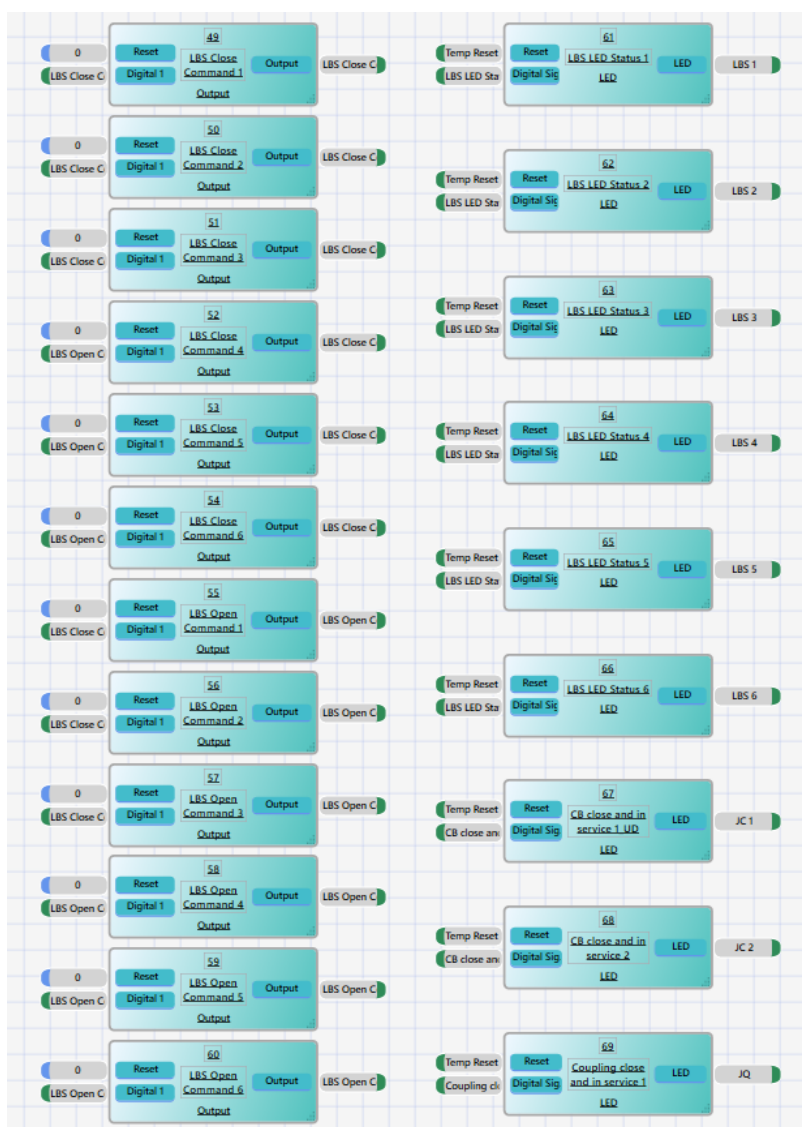 49
0
Reset
LBS Close
Output
LBS Close C
LBS Close C
Digital 1
Command 1
Output
50
0
Reset
LBS Close
Output
LBS Close C
LBS Close C
Digital 1
Command 2
Output
51
0
Reset
LBS Close
Output
LBS Close C
LBS Close C
Digital 1
Command 3
Output
52
0
Reset
LBS Close
Output
LBS Close C
LBS Open C
Digital 1
Command 4
Output
53
0
Reset
LBS Close
Output
LBS Close C
LBS Open C
Digital 1
Command 5
Output
54
0
Reset
LBS Close
Output
LBS Close C
LBS Open C
Digital 1
Command 6
Output
55
0
Reset
LBS Open
Output
LBS Open C
LBS Close C
Digital 1
Command 1
Output
56
0
Reset
LBS Open
Output
LBS Open C
LBS Close C
Digital 1
Command 2
Output
57
0
Reset
LBS Open
Output
LBS Open C
LBS Close C
Digital 1
Command 3
Output
58
0
Reset
LBS Open
Output
LBS Open C
LBS Open C
Digital 1
Command 4
Output
59
0
Reset
LBS Open
Output
LBS Open C
LBS Open C
Digital 1
Command 5
Output
60
0
Reset
LBS Open
Output
LBS Open C
LBS Open C
Digital 1
Command 6
Output
61
Temp Reset
Reset
LBS LED Status 1
LED
LBS 1
LBS LED Sta
Digital Sig
LED
62
Temp Reset
Reset
LBS LED Status 2
LED
LBS 2
LBS LED Sta
Digital Sig
LED
63
Temp Reset
Reset
LBS LED Status 3
LED
LBS 3
LBS LED Sta
Digital Sig
LED
64
Temp Reset
Reset
LBS LED Status 4
LED
LBS 4
LBS LED Sta
Digital Sig
LED
65
Temp Reset
Reset
LBS LED Status 5
LED
LBS 5
LBS LED Sta
Digital Sig
LED
66
Temp Reset
Reset
LBS LED Status 6
LED
LBS 6
LBS LED Sta
Digital Sig
LED
67
Temp Reset
Reset
CB close and in
LED
JC 1
CB close an
Digital Sig
service 1 UD
LED
68
Temp Reset
Reset
CB close and in
LED
JC 2
CB close an
Digital Sig
service 2
LED
69
Temp Reset
Reset
Coupling close
LED
JQ
Coupling cl
Digital Sig
and in service 1
LED